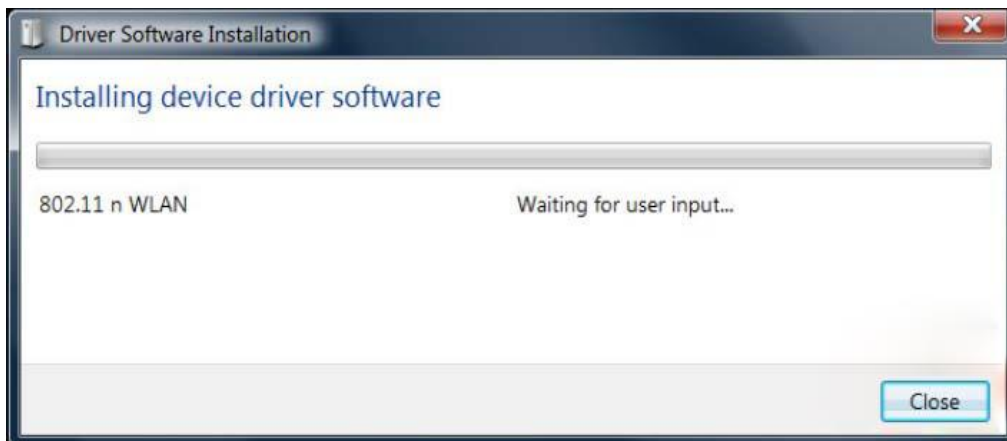 Driver Software Installation
Installing device driver software
802.11 n WLAN Waiting for user input...
Close